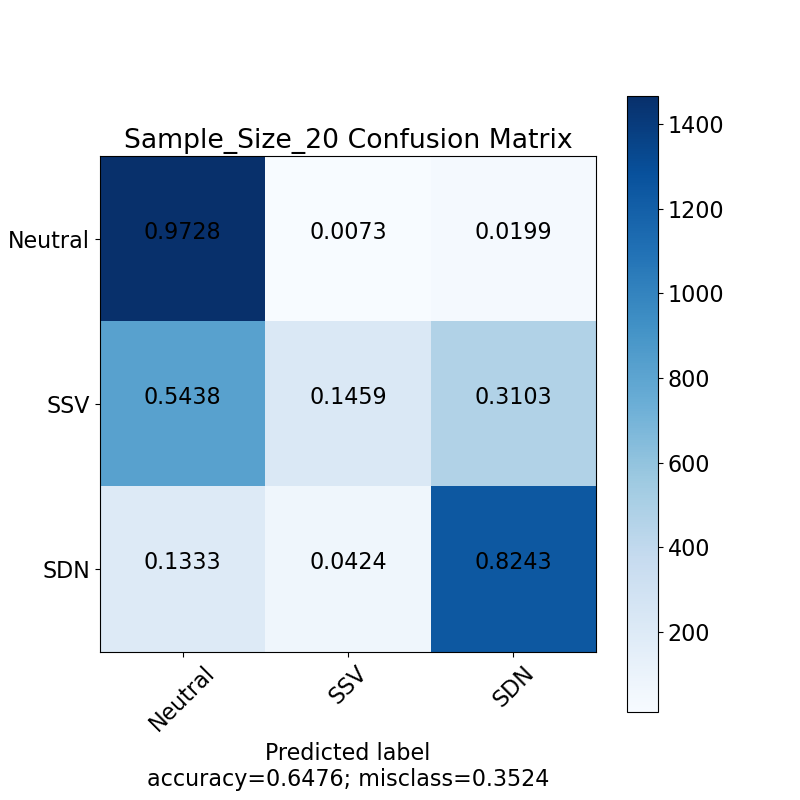 Sample_Size_20 Confusion Matrix
Neutral 0.9728 0.0073 0.0199
SSV 0.5438 0.1459 0.3103
SDN 0.1333 0.0424 0.8243
Neutral SSV SDN
Predicted label
accuracy=0.6476; misclass=0.3524
1400
1200
1000
800
600
400
200